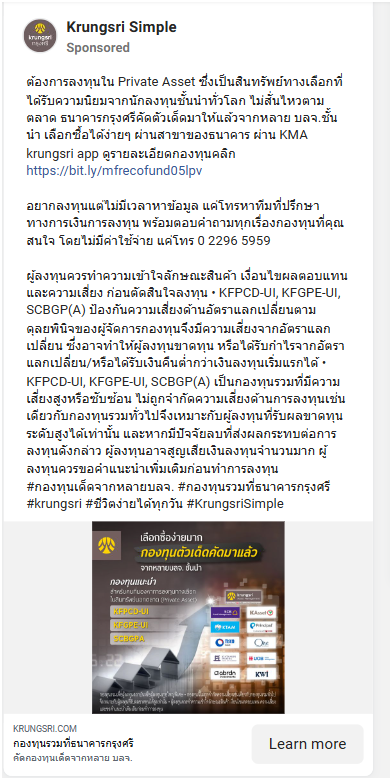 Krungsri Simple
Sponsored
krungsri
กรุงศรี
ต้องการลงทุนใน Private Asset ซึ่งเป็นสินทรัพย์ทางเลือกที่
ได้รับความนิยมจากนักลงทุนชั้นนำทั่วโลก ไม่สั่นไหวตาม
ตลาด ธนาคารกรุงศรีคัดตัวเด็ดมาให้แล้วจากหลาย บลจ.ชั้น
นำ เลือกซื้อได้ง่ายๆ ผ่านสาขาของธนาคาร ผ่าน KMA
krungsri app ดูรายละเอียดกองทุนคลิก
https://bit.ly/mfrecofund05lpv
อยากลงทุนแต่ไม่มีเวลาหาข้อมูล แค่โทรหาทีมที่ปรึกษา
ทางการเงินการลงทุน พร้อมตอบคำถามทุกเรื่องกองทุนที่คุณ
สนใจ โดยไม่มีค่าใช้จ่าย แค่โทร 0 2296 5959
ผู้ลงทุนควรทำความเข้าใจลักษณะสินค้า เงื่อนไขผลตอบแทน
และความเสี่ยง ก่อนตัดสินใจลงทุน • KFPCD-UI, KFGPE-UI,
SCBGP(A) ป้องกันความเสี่ยงด้านอัตราแลกเปลี่ยนตาม
ดุลยพินิจของผู้จัดการกองทุนจึงมีความเสี่ยงจากอัตราแลก
เปลี่ยน ซึ่งอาจทำให้ผู้ลงทุนขาดทุน หรือได้รับกำไรจากอัตรา
แลกเปลี่ยน/หรือได้รับเงินคืนต่ำกว่าเงินลงทุนเริ่มแรกได้ •
KFPCD-UI, KFGPE-UI, SCBGP(A) เป็นกองทุนรวมที่มีความ
เสี่ยงสูงหรือซับซ้อน ไม่ถูกจำกัดความเสี่ยงด้านการลงทุนเช่น
เดียวกับกองทุนรวมทั่วไปจึงเหมาะกับผู้ลงทุนที่รับผลขาดทุน
ระดับสูงได้เท่านั้น และหากมีปัจจัยลบที่ส่งผลกระทบต่อการ
ลงทุนดังกล่าว ผู้ลงทุนอาจสูญเสียเงินลงทุนจำนวนมาก ผู้
ลงทุนควรขอคำแนะนำเพิ่มเติมก่อนทำการลงทุน
#กองทุนเด็ดจากหลายบลจ. #กองทุนรวมที่ธนาคารกรุงศรี
#krungsri #ชีวิตง่ายได้ทุกวัน #KrungsriSimple
เลือกซื้อง่ายมาก
กองทุนตัวเด็ดคัดมาแล้ว
จากหลายบลจ. ชั้นนำ
กองทุนแนะนำ
KFPCD-UI
KFGPE-UI
SCBGPA
krungsri
Principal
One
UOB
abrdn
KWI
KRUNGSRI.COM
กองทุนรวมที่ธนาคารกรุงศรี
คัดกองทุนเด็ดจากหลาย บลจ.
Learn more